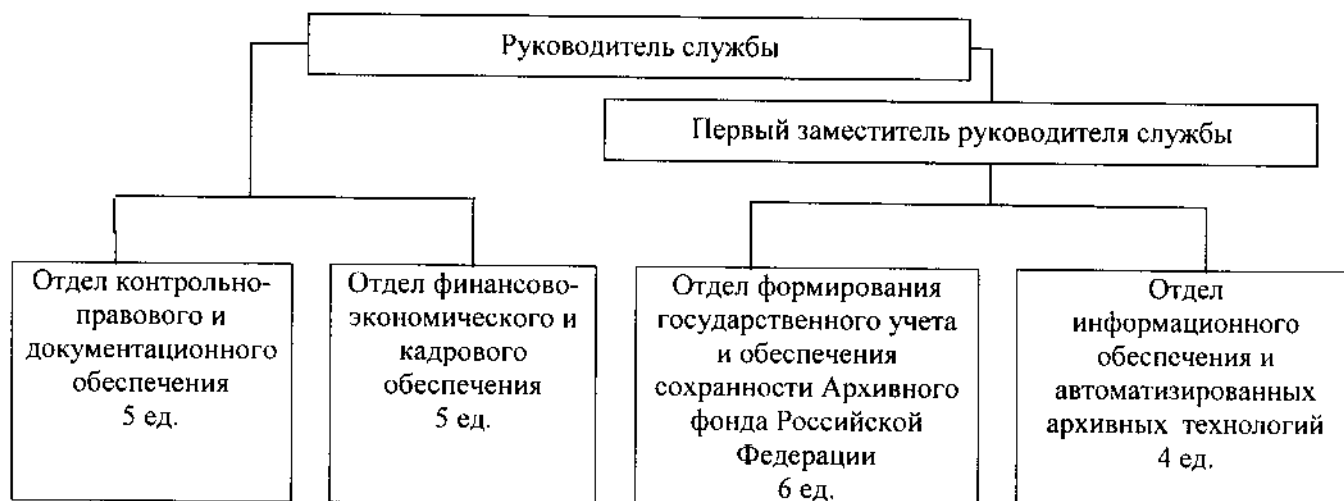 Руководитель службы
Первый заместитель руководителя службы
Отдел контрольно-
правового и
документационного
обеспечения
5 ед.
Отдел финансово-
экономического и
кадрового
обеспечения
5 ед.
Отдел формирования
государственного учета
и обеспечения
сохранности Архивного
фонда Российской
Федерации
6 ед.
Отдел
информационного
обеспечения и
автоматизированных
архивных технологий
4 ед.